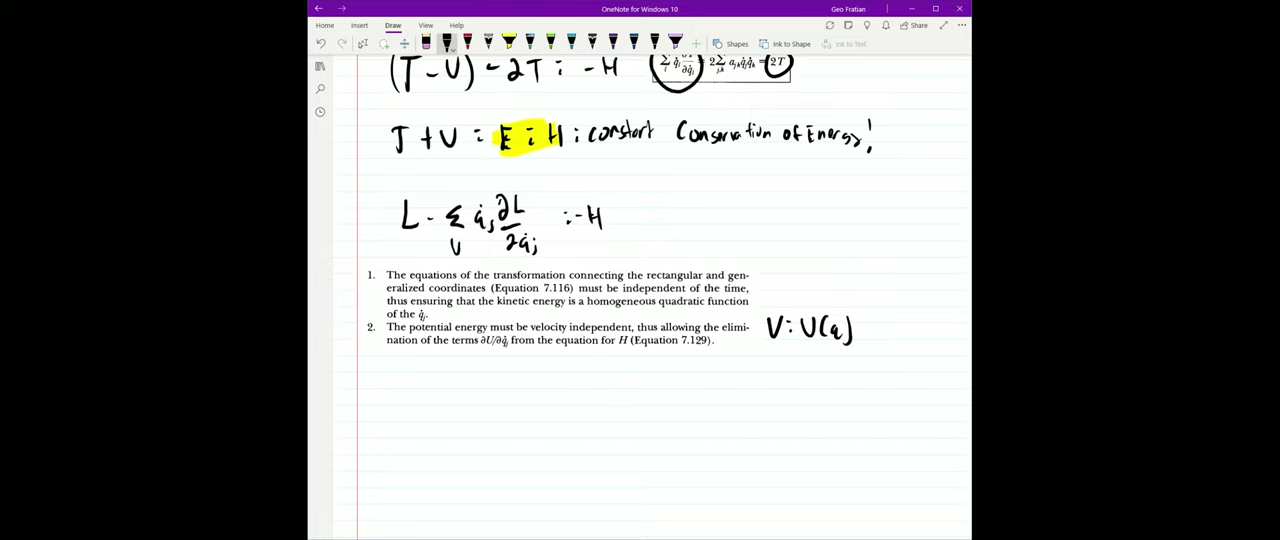 OneNote for Windows 10
Geo Fratian
Home Insert Draw View Help
Share
Shapes Ink to Shape Ink to Text
(T - U) - 2T = -H
T + U = E = H = constant Conservation of Energy!
L - Σ q̇j ∂L/∂q̇j = -H
1. The equations of the transformation connecting the rectangular and gen-
eralized coordinates (Equation 7.116) must be independent of the time,
thus ensuring that the kinetic energy is a homogeneous quadratic function
of the q̇j.
2. The potential energy must be velocity independent, thus allowing the elimi-
nation of the terms ∂U/∂q̇j from the equation for H (Equation 7.129).
U = U(q)